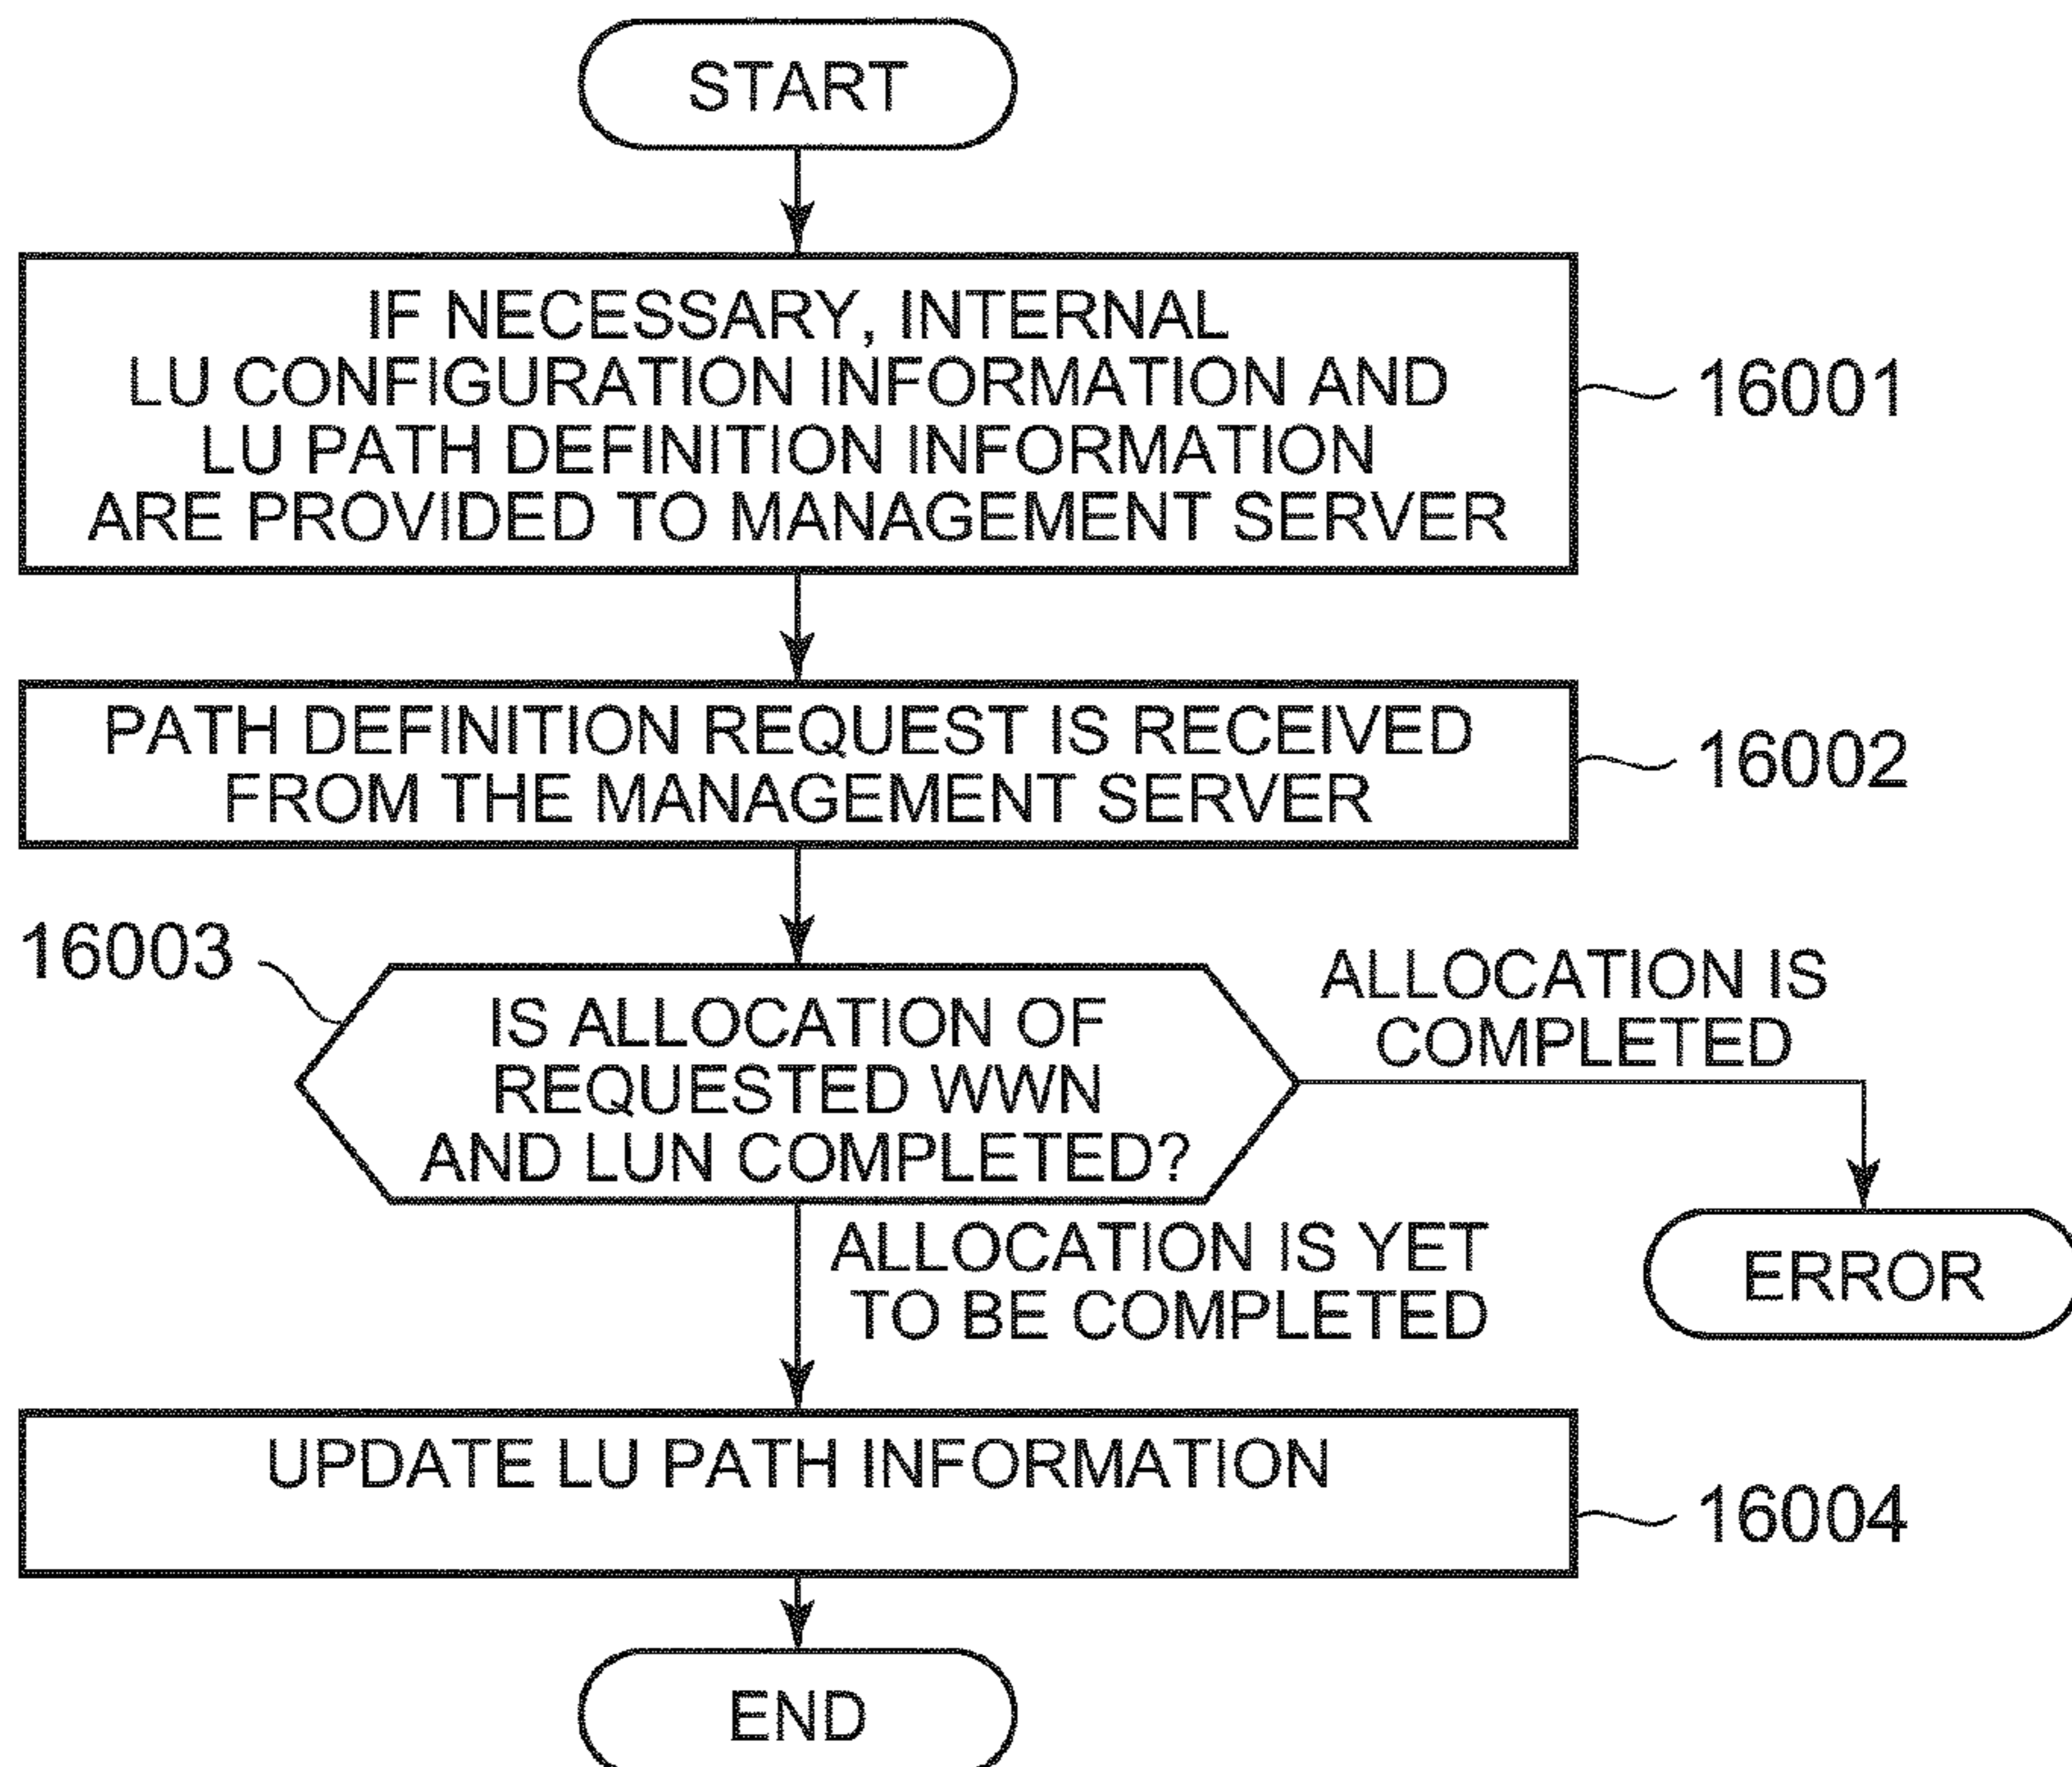 START
IF NECESSARY, INTERNAL
LU CONFIGURATION INFORMATION AND
LU PATH DEFINITION INFORMATION
ARE PROVIDED TO MANAGEMENT SERVER
16001
PATH DEFINITION REQUEST IS RECEIVED
FROM THE MANAGEMENT SERVER
16002
16003
IS ALLOCATION OF
REQUESTED WWN
AND LUN COMPLETED?
ALLOCATION IS
COMPLETED
ERROR
ALLOCATION IS YET
TO BE COMPLETED
UPDATE LU PATH INFORMATION
16004
END